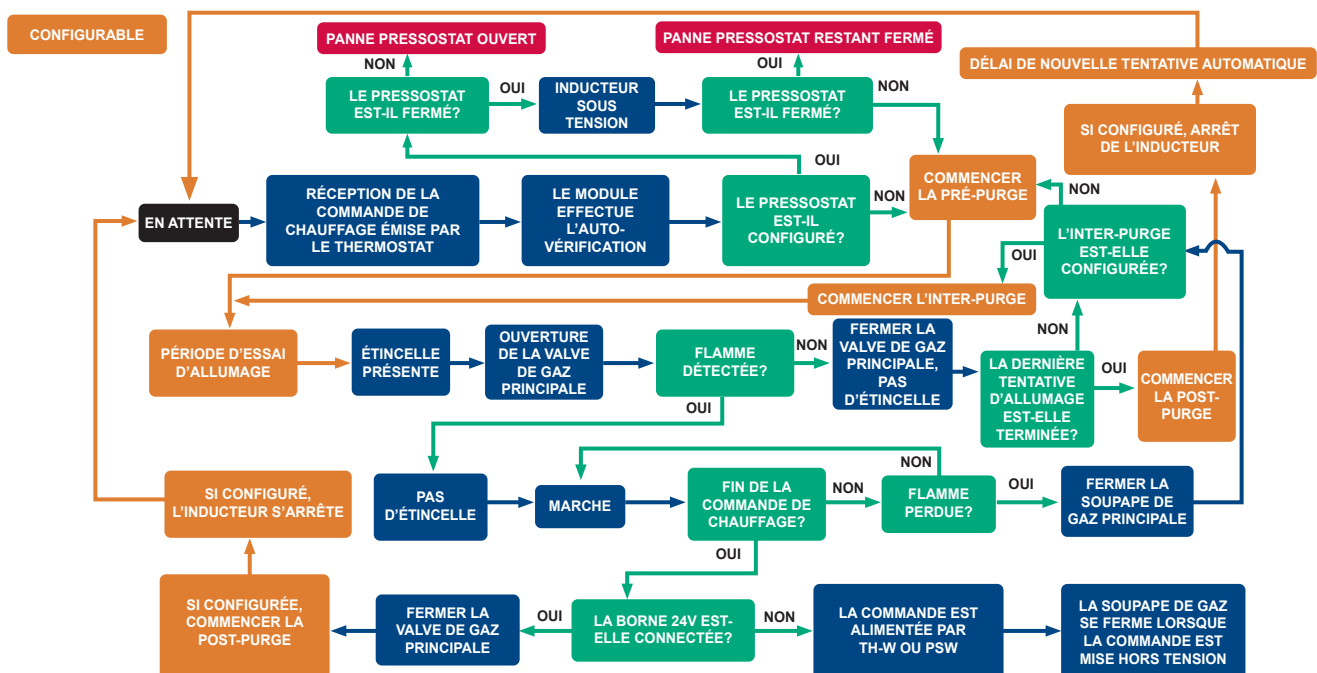 CONFIGURABLE
PANNE PRESSOSTAT OUVERT
PANNE PRESSOSTAT RESTANT FERMÉ
DÉLAI DE NOUVELLE TENTATIVE AUTOMATIQUE
NON
OUI
LE PRESSOSTAT
EST-IL FERMÉ?
OUI
INDUCTEUR
SOUS
TENSION
LE PRESSOSTAT
EST-IL FERMÉ?
NON
SI CONFIGURÉ, ARRÊT
DE L'INDUCTEUR
OUI
EN ATTENTE
RÉCEPTION DE LA
COMMANDE DE
CHAUFFAGE ÉMISE PAR
LE THERMOSTAT
LE MODULE
EFFECTUE
L'AUTO-
VÉRIFICATION
LE PRESSOSTAT
EST-IL
CONFIGURÉ?
NON
COMMENCER
LA PRÉ-PURGE
NON
L'INTER-PURGE
EST-ELLE
CONFIGURÉE?
OUI
COMMENCER L'INTER-PURGE
PÉRIODE D'ESSAI
D'ALLUMAGE
ÉTINCELLE
PRÉSENTE
OUVERTURE
DE LA VALVE
DE GAZ
PRINCIPALE
FLAMME
DÉTECTÉE?
NON
FERMER LA
VALVE DE GAZ
PRINCIPALE,
PAS
D'ÉTINCELLE
NON
LA DERNIÈRE
TENTATIVE
D'ALLUMAGE
EST-ELLE
TERMINÉE?
OUI
COMMENCER
LA POST-
PURGE
OUI
SI CONFIGURÉ,
L'INDUCTEUR S'ARRÊTE
PAS
D'ÉTINCELLE
MARCHE
NON
FIN DE LA
COMMANDE DE
CHAUFFAGE?
NON
FLAMME
PERDUE?
OUI
FERMER LA
SOUPAPE DE
GAZ PRINCIPALE
OUI
SI CONFIGURÉE,
COMMENCER LA
POST-PURGE
FERMER LA
VALVE DE GAZ
PRINCIPALE
OUI
LA BORNE 24V EST-
ELLE CONNECTÉE?
NON
LA COMMANDE EST
ALIMENTÉE PAR
TH-W OU PSW
LA SOUPAPE DE GAZ
SE FERME LORSQUE
LA COMMANDE EST
MISE HORS TENSION